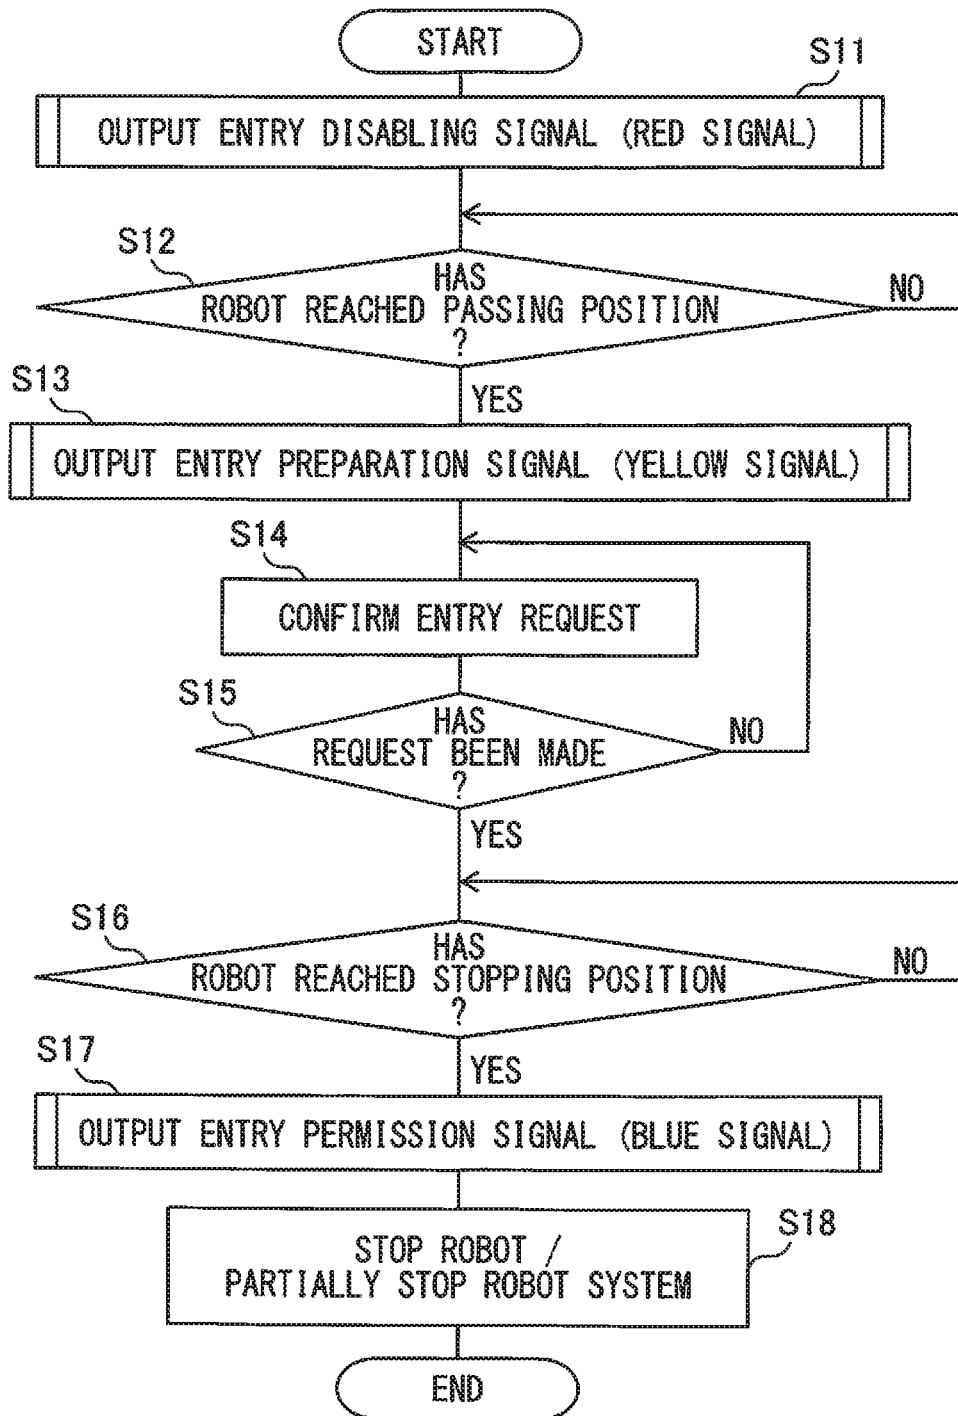 START
S11
OUTPUT ENTRY DISABLING SIGNAL (RED SIGNAL)
S12
HAS
ROBOT REACHED PASSING POSITION
?
NO
YES
S13
OUTPUT ENTRY PREPARATION SIGNAL (YELLOW SIGNAL)
S14
CONFIRM ENTRY REQUEST
S15
HAS
REQUEST BEEN MADE
?
NO
YES
S16
HAS
ROBOT REACHED STOPPING POSITION
?
NO
YES
S17
OUTPUT ENTRY PERMISSION SIGNAL (BLUE SIGNAL)
S18
STOP ROBOT /
PARTIALLY STOP ROBOT SYSTEM
END